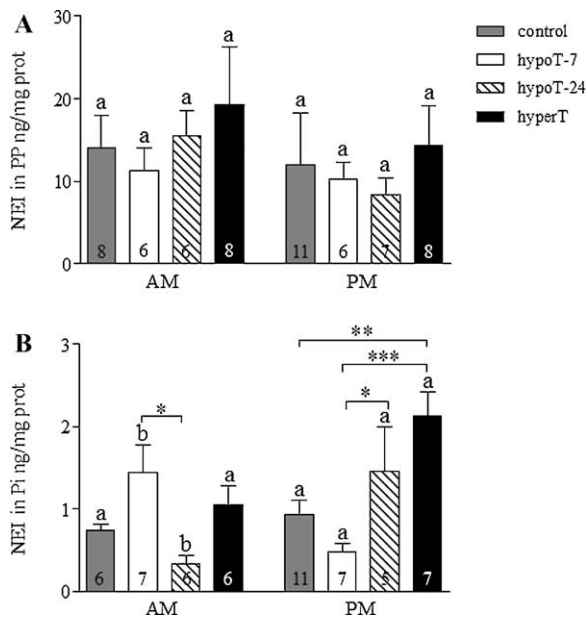 A
NEI in PP ng/mg prot
30
20
10
0
a a a a a a a a
8 6 6 8 11 6 7 8
AM PM
control
hypoT-7
hypoT-24
hyperT
B
NEI in Pi ng/mg prot
3
2
1
0
**
***
* *
a b b a a a a a
6 7 6 6 11 7 5 7
AM PM